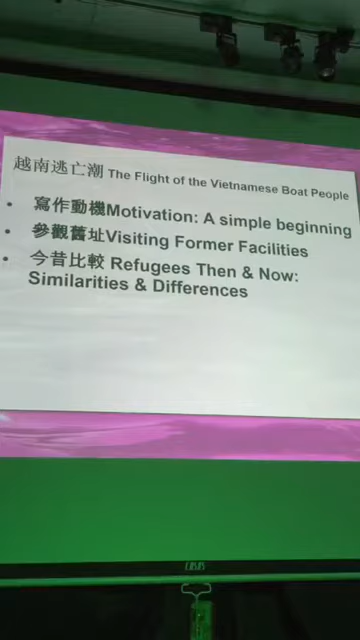 越南逃亡潮 The Flight of the Vietnamese Boat People
• 寫作動機Motivation: A simple beginning
• 參觀舊址Visiting Former Facilities
• 今昔比較 Refugees Then & Now:
Similarities & Differences